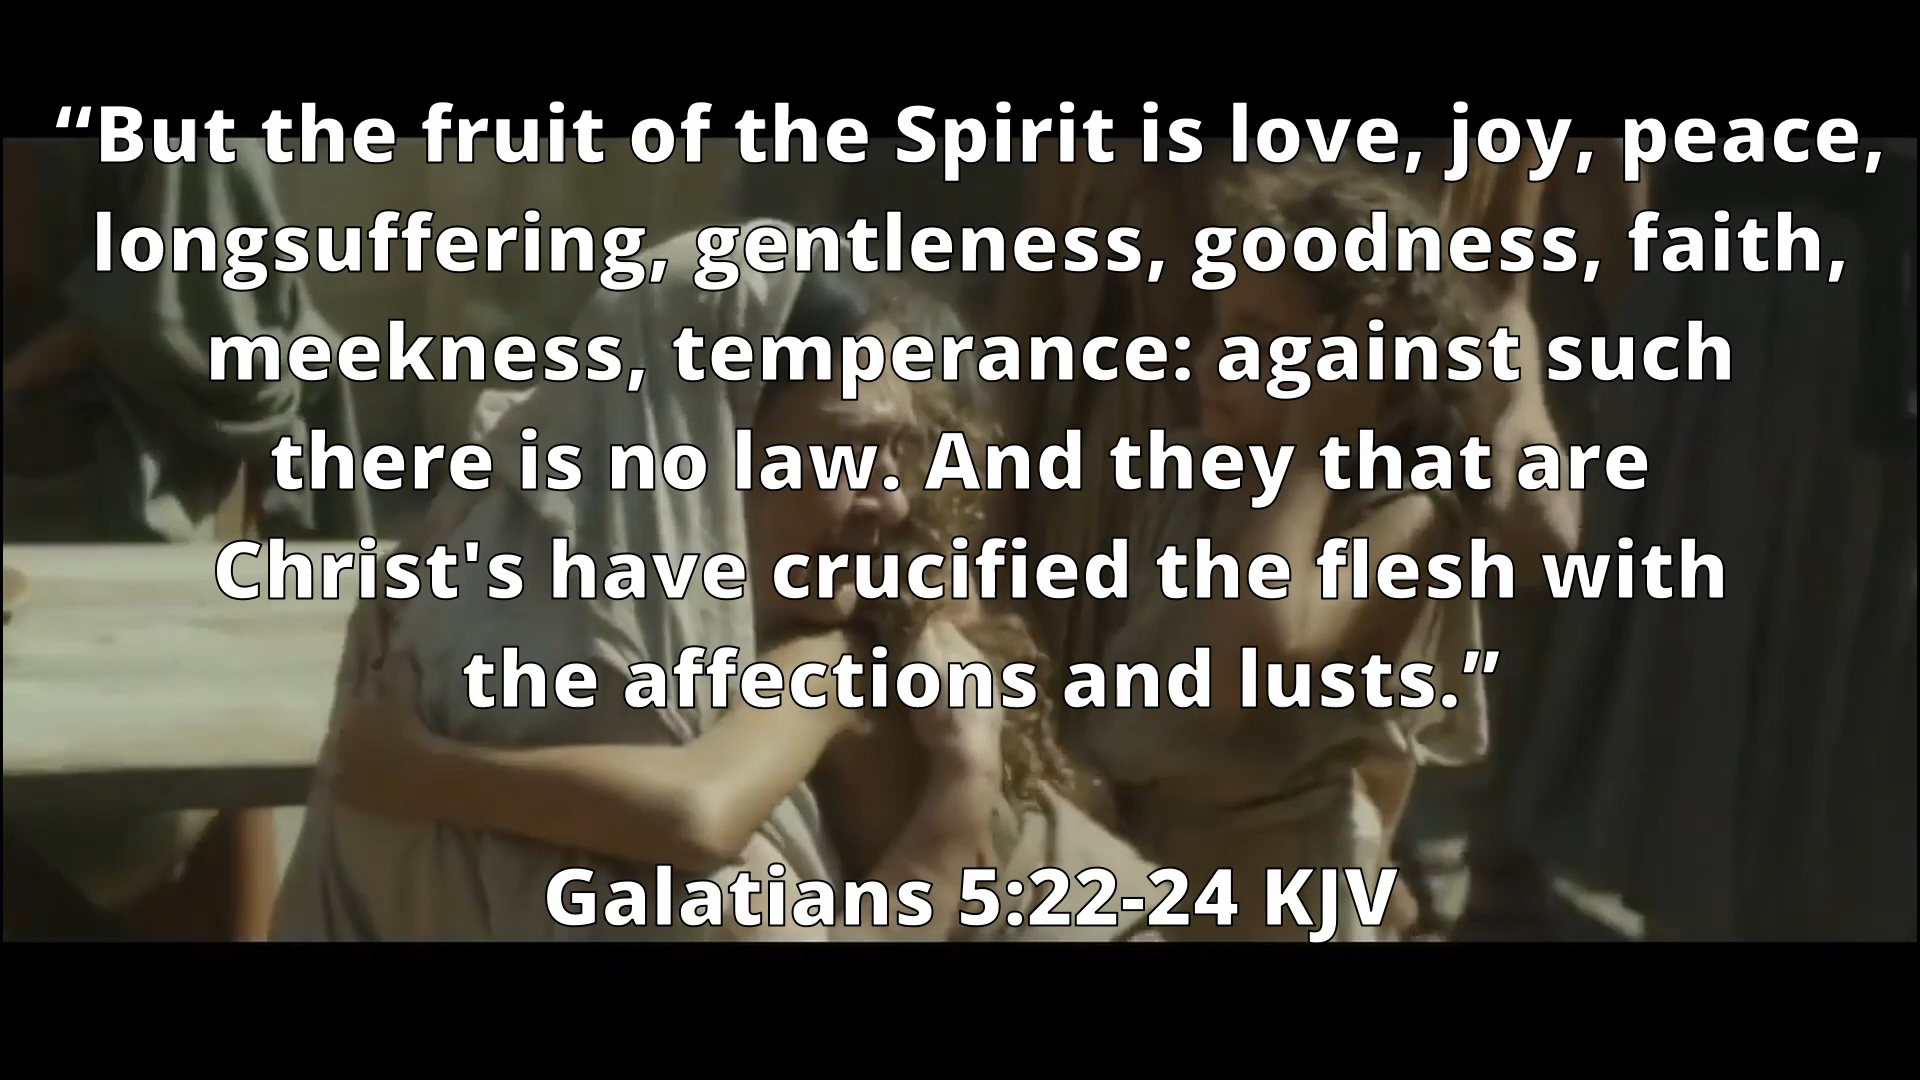 “But the fruit of the Spirit is love, joy, peace,
longsuffering, gentleness, goodness, faith,
meekness, temperance: against such
there is no law. And they that are
Christ's have crucified the flesh with
the affections and lusts.”
Galatians 5:22-24 KJV